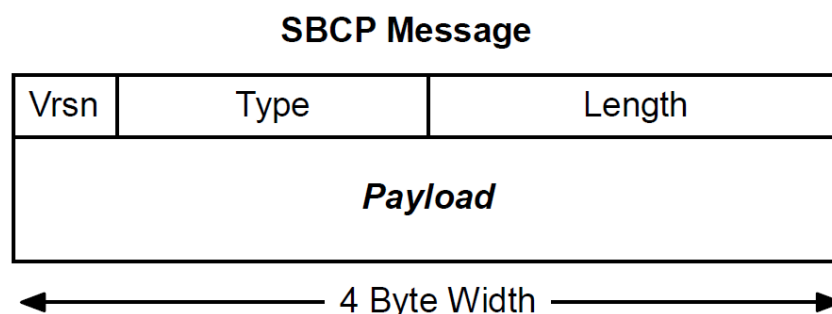 SBCP Message
Vrsn Type Length
Payload
4 Byte Width